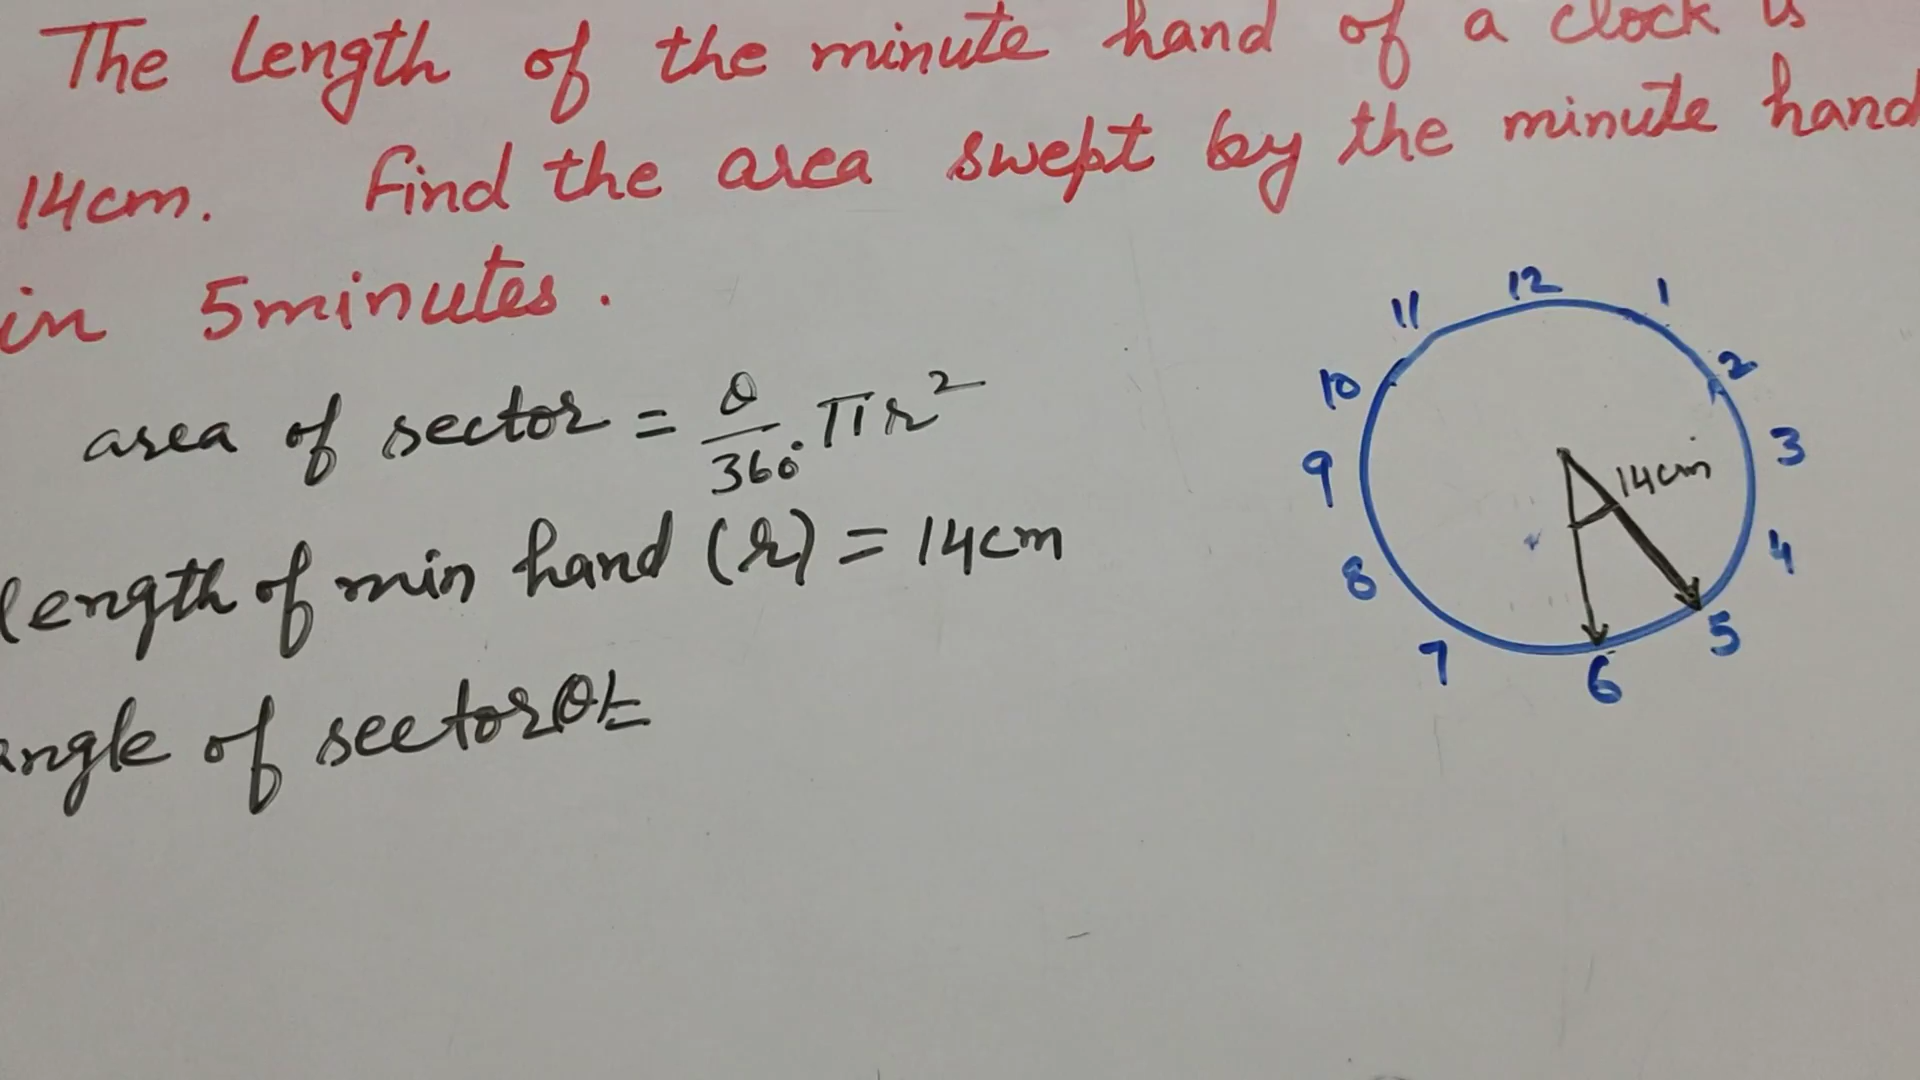 The length of the minute hand of a clock is
14cm. Find the area swept by the minute hand
in 5minutes.
area of sector = θ/360° πr²
length of min hand (r) = 14cm
angle of sector θ =
12
1
2
3
4
5
6
7
8
9
10
11
14cm